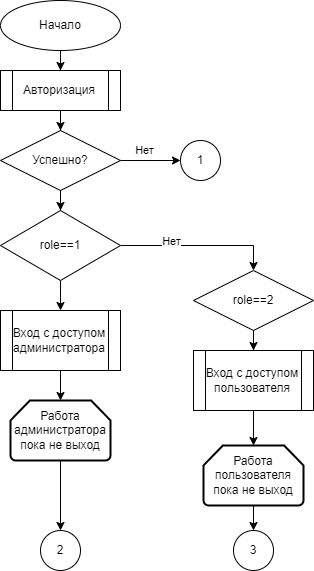 Начало
Авторизация
Успешно?
Нет
1
role==1
Нет
role==2
Вход с доступом
администратора
Вход с доступом
пользователя
Работа
администратора
пока не выход
Работа
пользователя
пока не выход
2
3